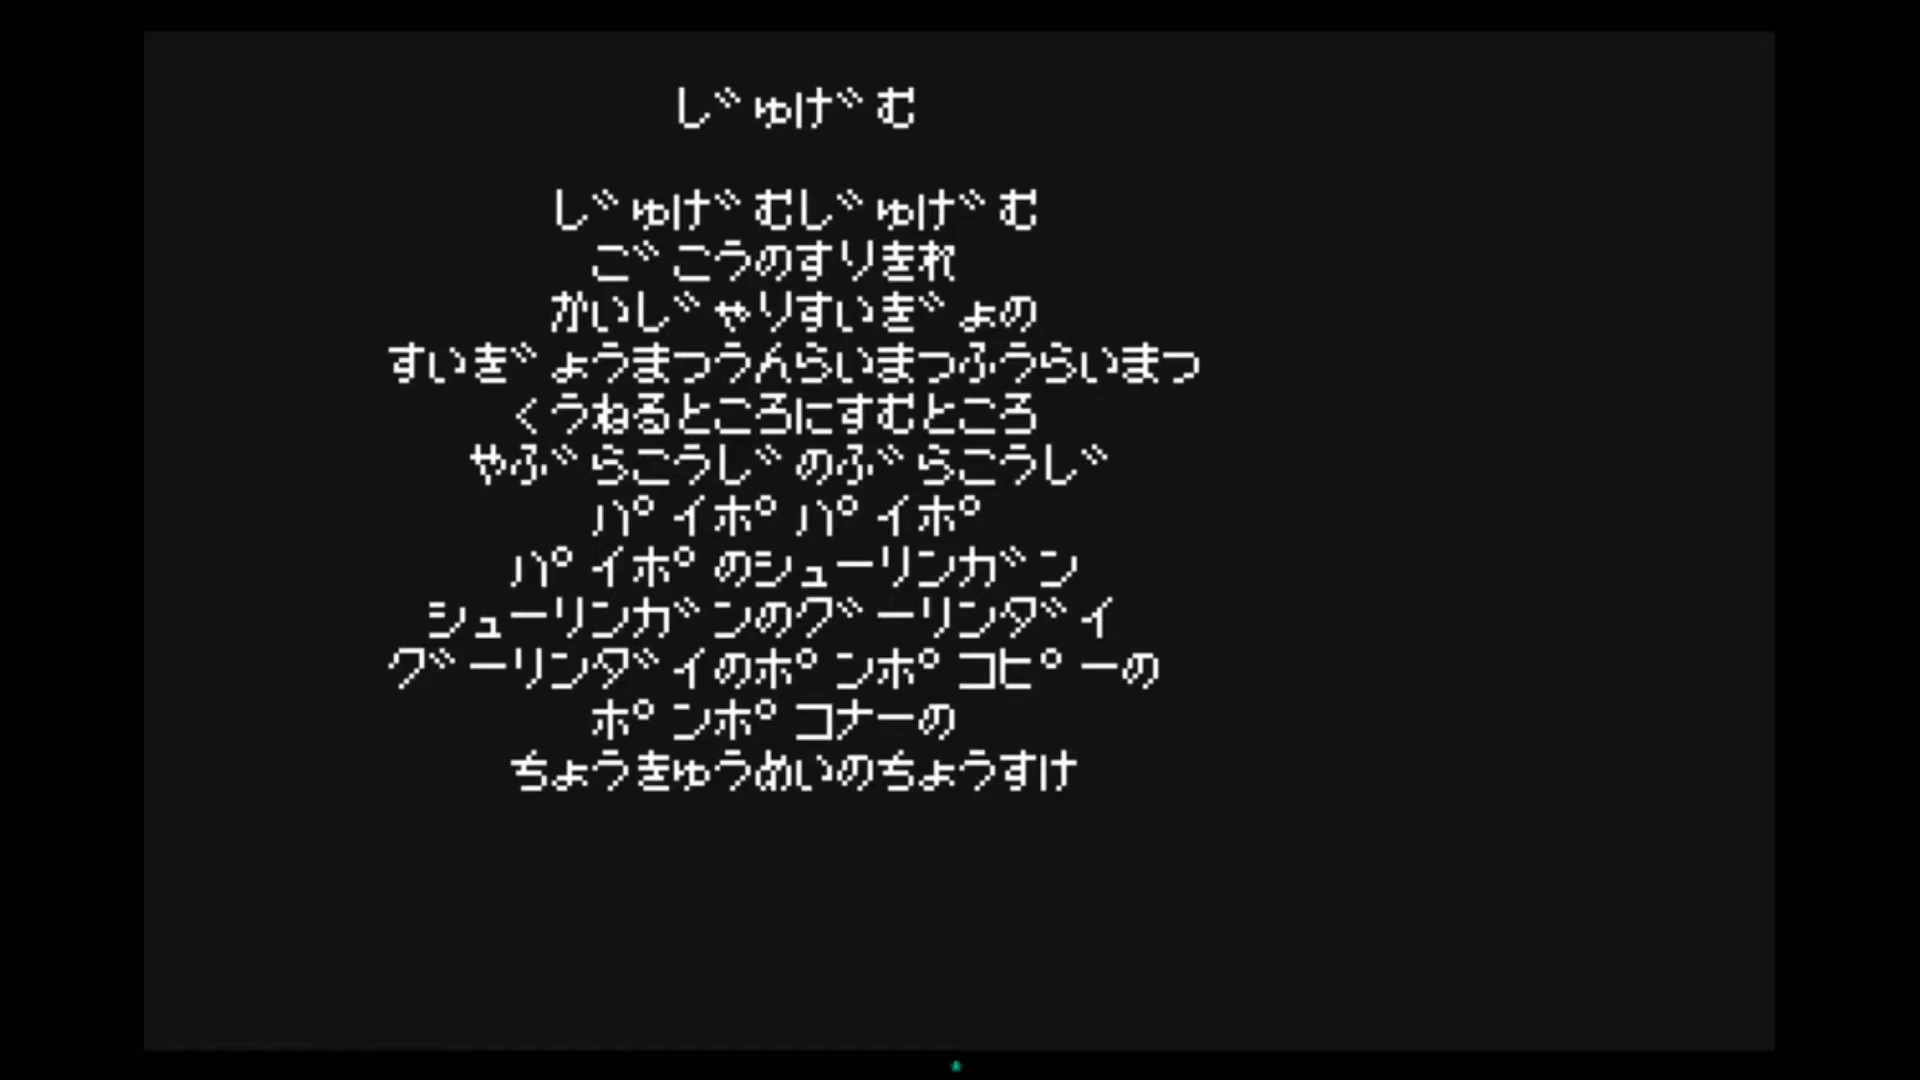 じゅげむ
じゅげむじゅげむ
ごこうのすりきれ
かいじゃりすいぎょの
すいぎょうまつうんらいまつふうらいまつ
くうねるところにすむところ
やぶらこうじのぶらこうじ
パイポパイポ
パイポのシューリンガン
シューリンガンのグーリンダイ
グーリンダイのポンポコピーの
ポンポコナーの
ちょうきゅうめいのちょうすけ